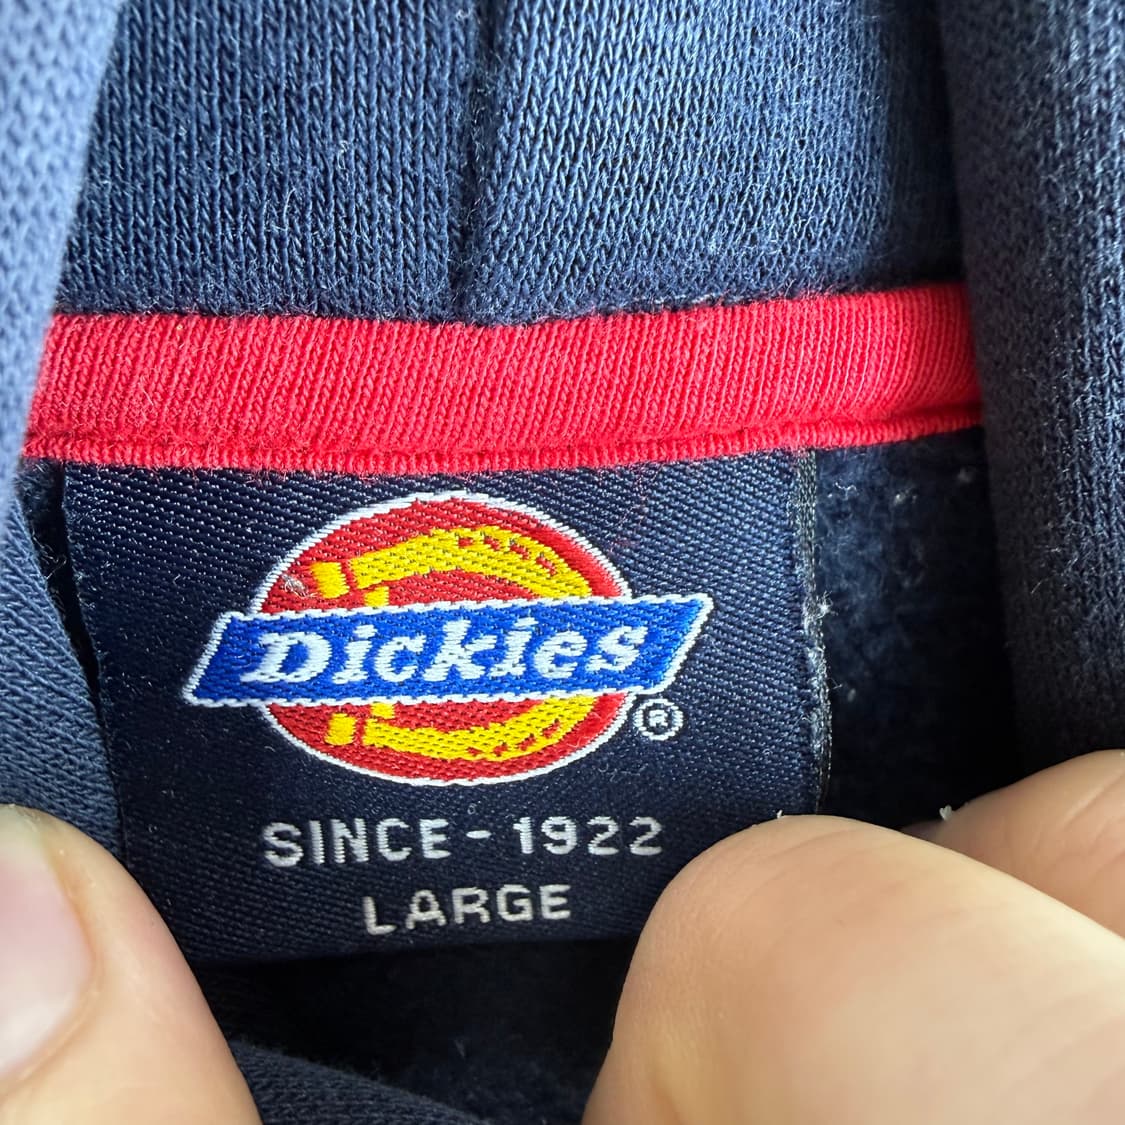 Dickies
®
SINCE - 1922
LARGE